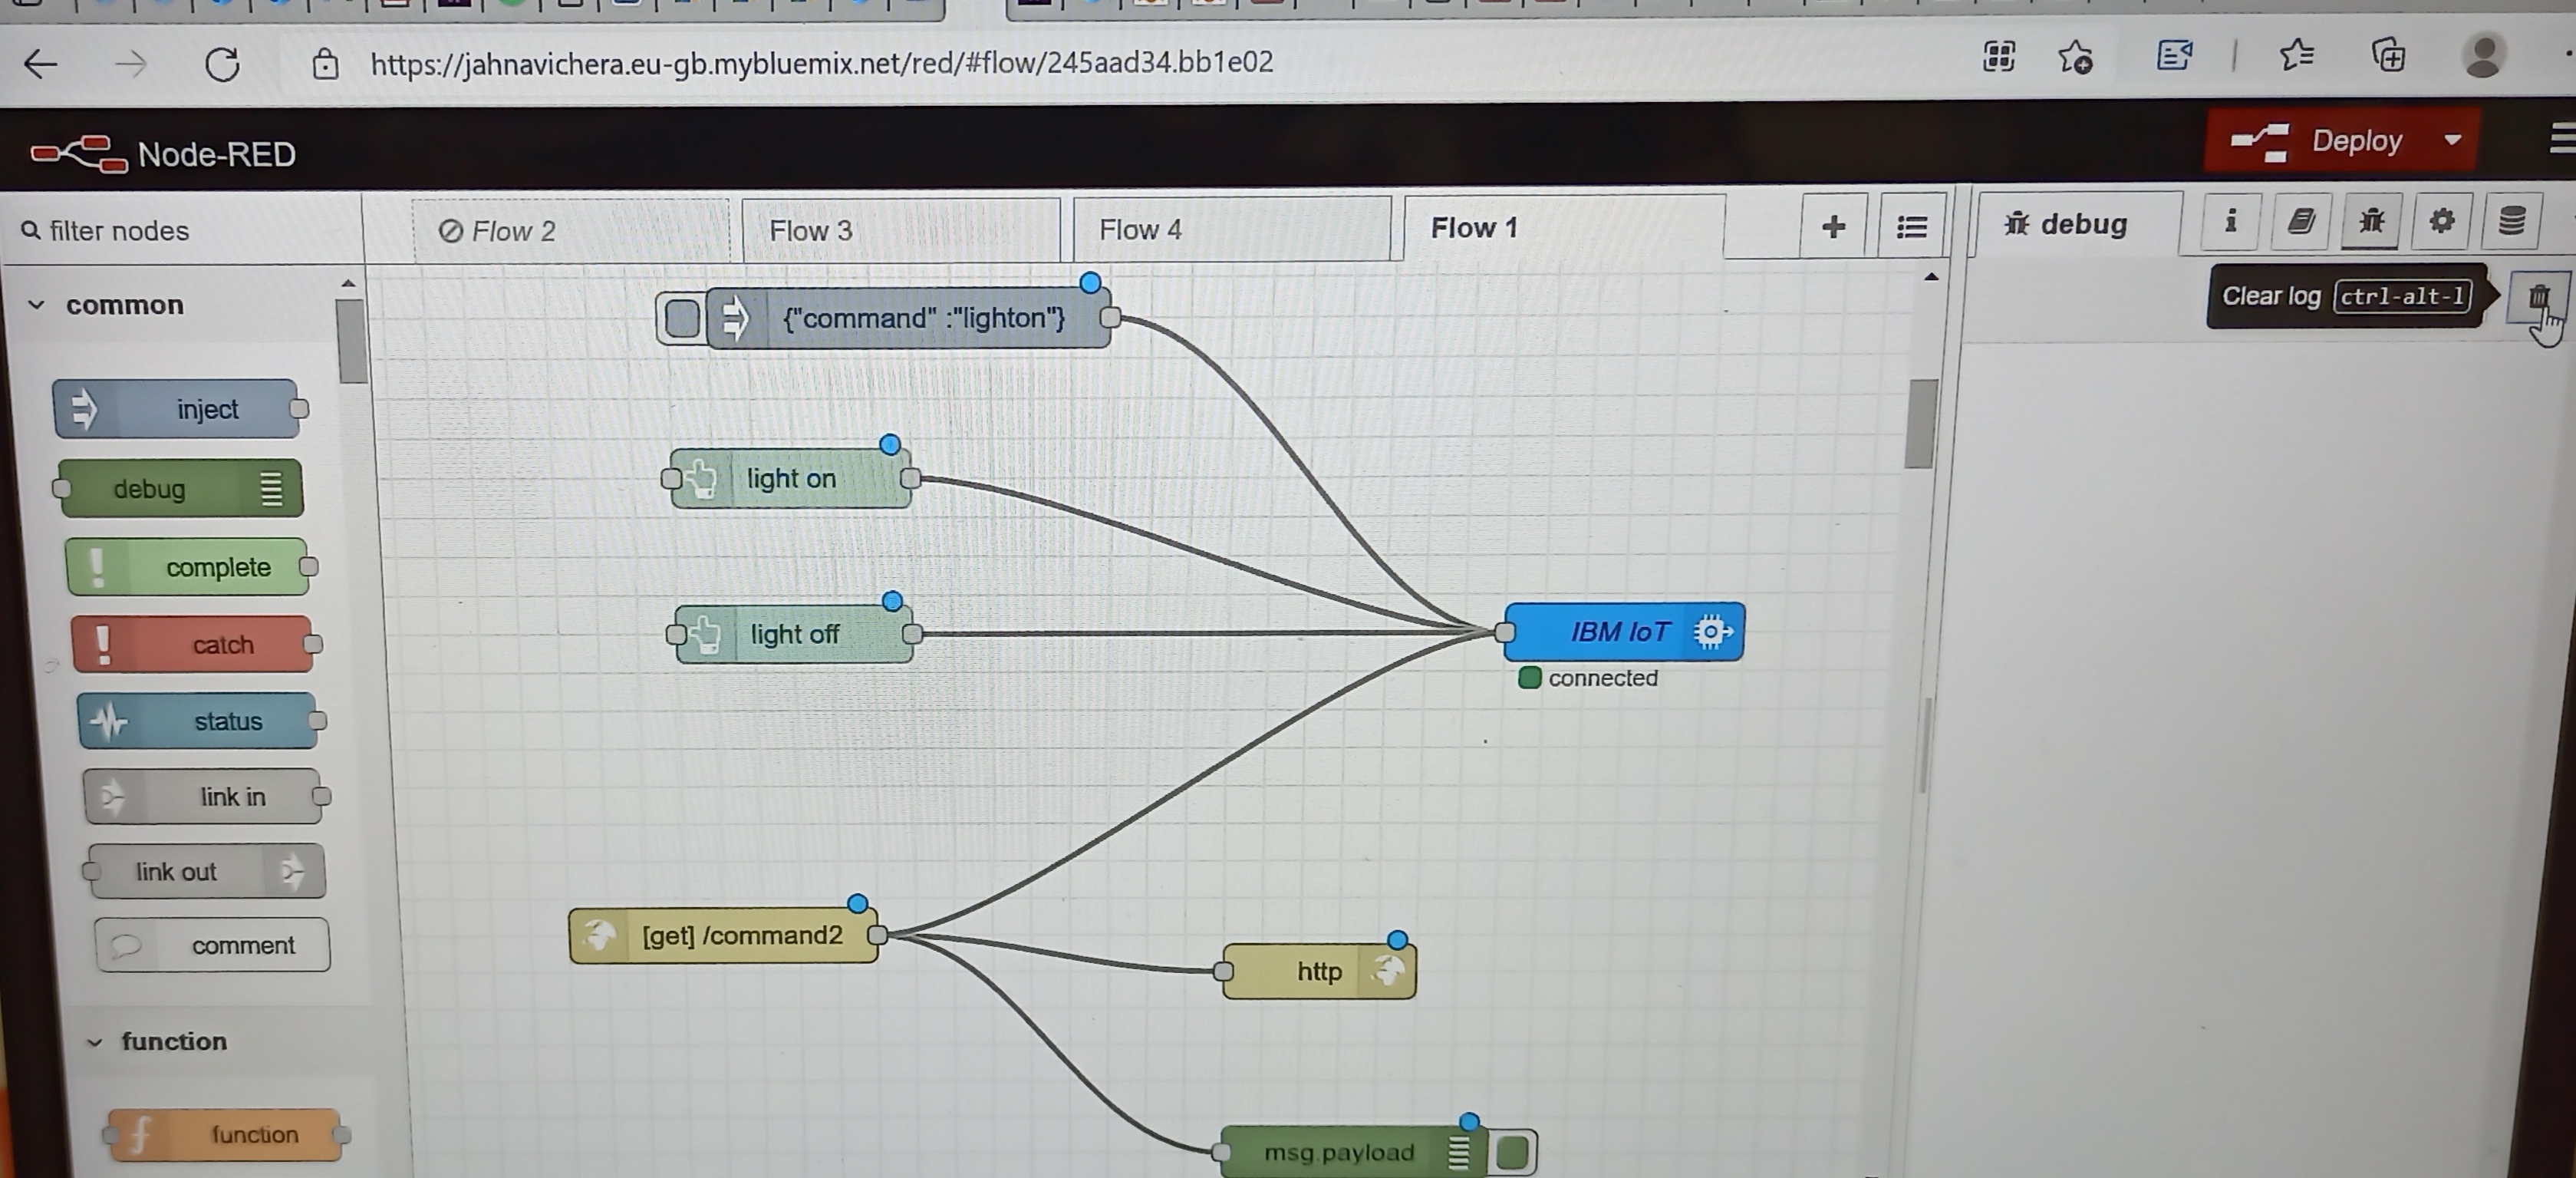 https://jahnavichera.eu-gb.mybluemix.net/red/#flow/245aad34.bb1e02
Node-RED
Deploy
filter nodes
Flow 2
Flow 3
Flow 4
Flow 1
debug
Clear log ctrl-alt-l
common
inject
debug
complete
catch
status
link in
link out
comment
function
function
{"command" :"lighton"}
light on
light off
IBM IoT
connected
[get] /command2
http
msg.payload